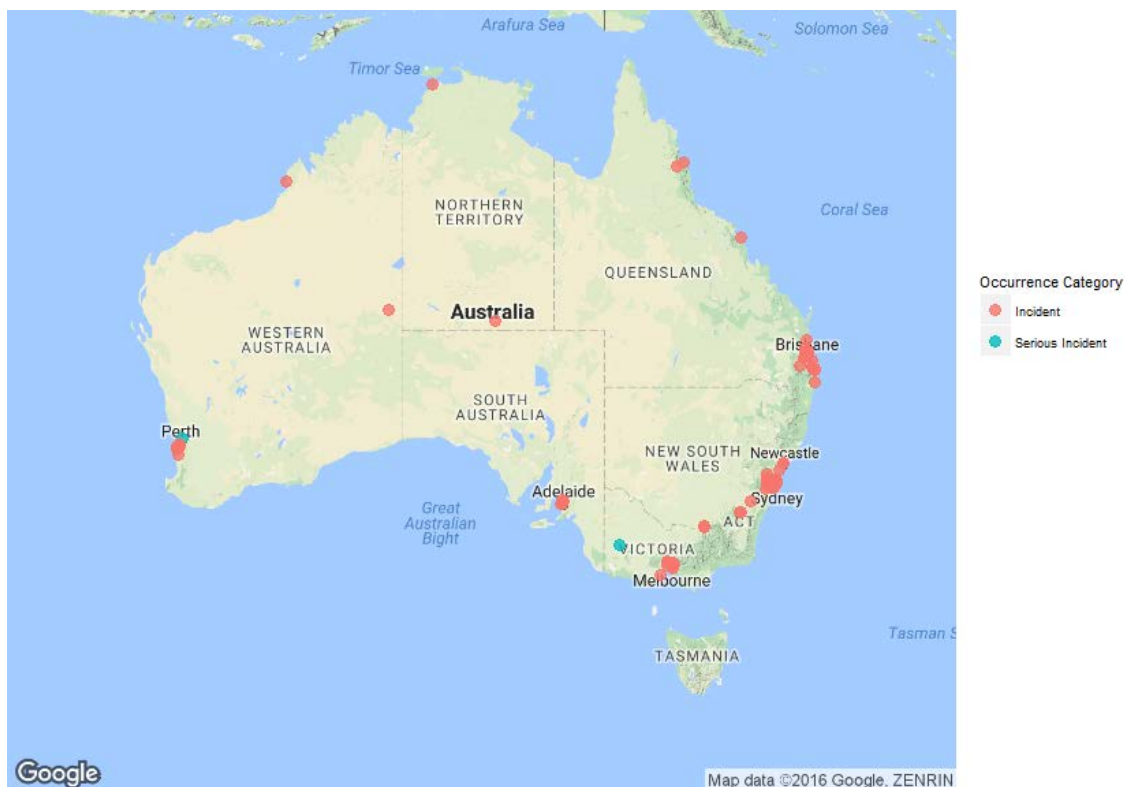 Arafura Sea
Solomon Sea
Timor Sea
NORTHERN
TERRITORY
Coral Sea
QUEENSLAND
Occurrence Category
Incident
Serious Incident
Australia
WESTERN
AUSTRALIA
Brisbane
SOUTH
AUSTRALIA
Perth
NEW SOUTH
WALES
Newcastle
Adelaide
Sydney
Great
Australian
Bight
ACT
VICTORIA
Melbourne
Tasman S
TASMANIA
Google
Map data ©2016 Google, ZENRIN